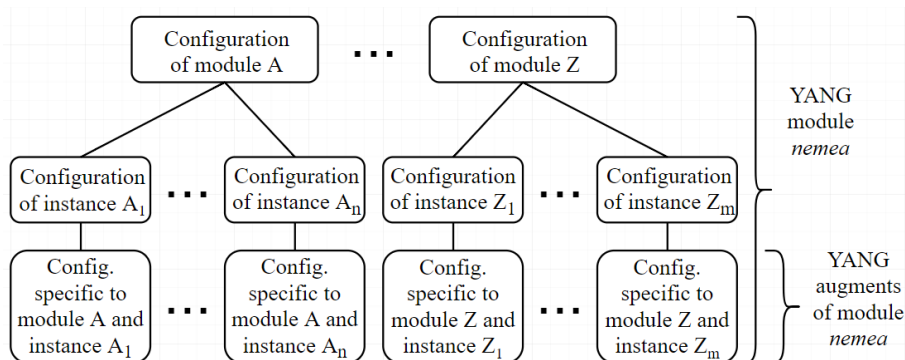 Configuration
of module A
...
Configuration
of module Z
YANG
module
nemea
Configuration
of instance A1
...
Configuration
of instance An
Configuration
of instance Z1
...
Configuration
of instance Zm
Config.
specific to
module A and
instance A1
...
Config.
specific to
module A and
instance An
Config.
specific to
module Z and
instance Z1
...
Config.
specific to
module Z and
instance Zm
YANG
augments
of module
nemea